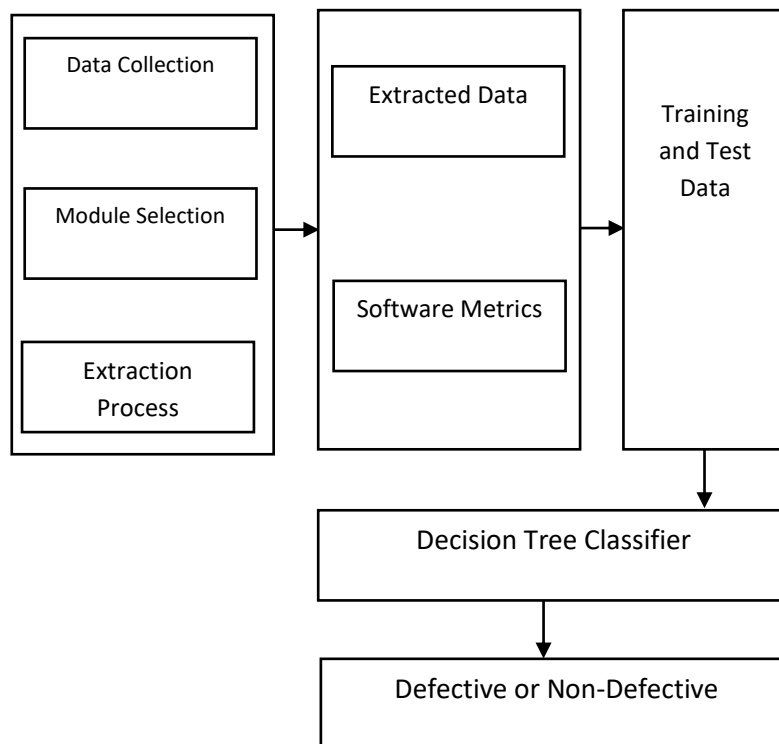 Data Collection
Module Selection
Extraction
Process
Extracted Data
Software Metrics
Training
and Test
Data
Decision Tree Classifier
Defective or Non-Defective